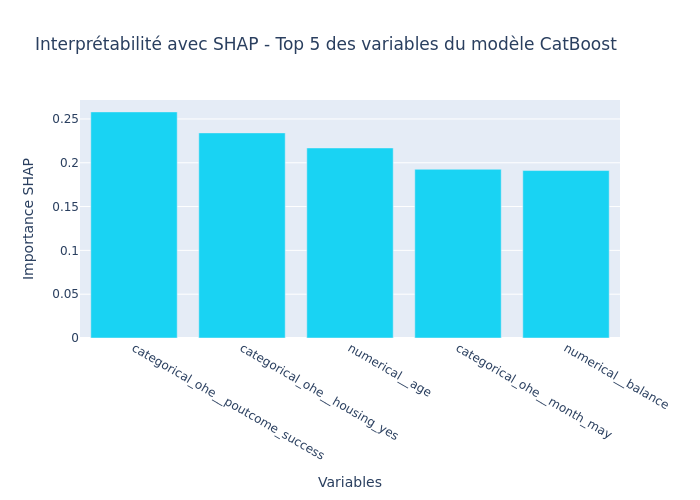 Interprétabilité avec SHAP - Top 5 des variables du modèle CatBoost
Importance SHAP
0.25
0.2
0.15
0.1
0.05
0
categorical_ohe__poutcome_success
categorical_ohe__housing_yes
numerical__age
categorical_ohe__month_may
numerical__balance
Variables